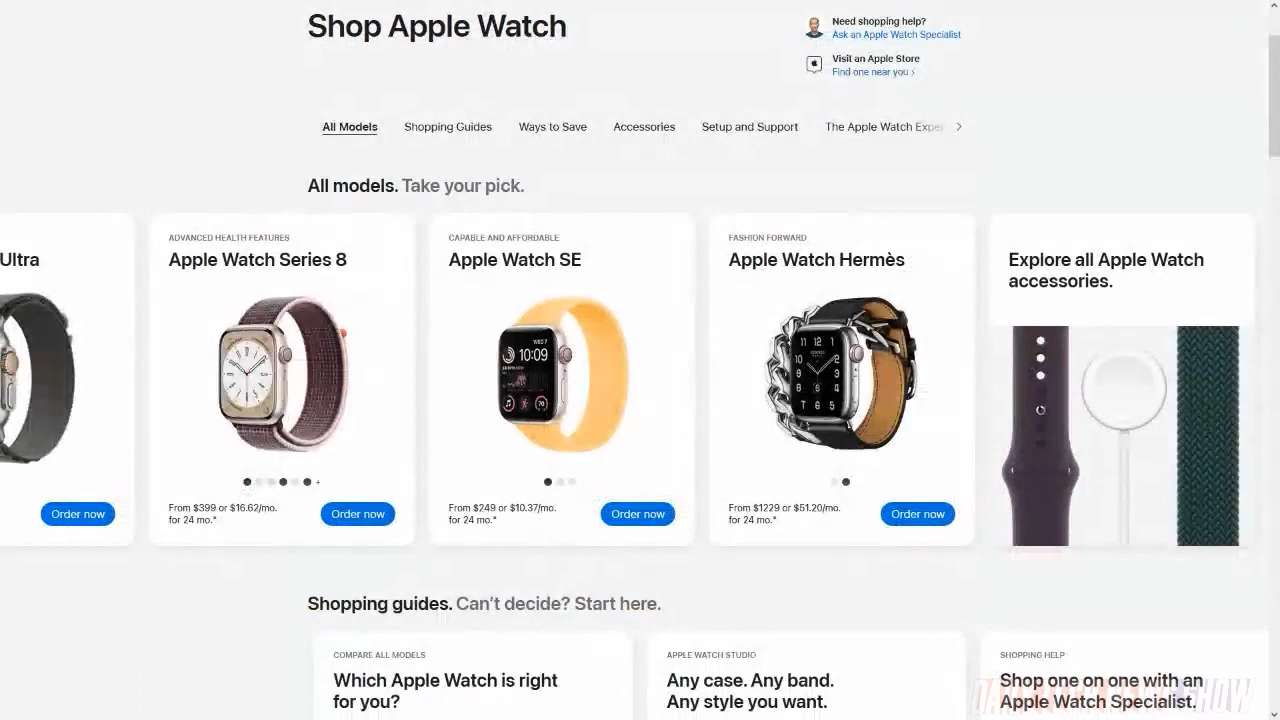 Shop Apple Watch
Need shopping help?
Ask an Apple Watch Specialist
Visit an Apple Store
Find one near you ›
All Models
Shopping Guides
Ways to Save
Accessories
Setup and Support
The Apple Watch Expe
All models. Take your pick.
Ultra
Order now
ADVANCED HEALTH FEATURES
Apple Watch Series 8
From $399 or $16.62/mo.
for 24 mo.*
Order now
CAPABLE AND AFFORDABLE
Apple Watch SE
WED 7
10:09
70
From $249 or $10.37/mo.
for 24 mo.*
Order now
FASHION FORWARD
Apple Watch Hermès
From $1229 or $51.20/mo.
for 24 mo.*
Order now
Explore all Apple Watch
accessories.
Shopping guides. Can't decide? Start here.
COMPARE ALL MODELS
Which Apple Watch is right
for you?
APPLE WATCH STUDIO
Any case. Any band.
Any style you want.
SHOPPING HELP
Shop one on one with an
Apple Watch Specialist.